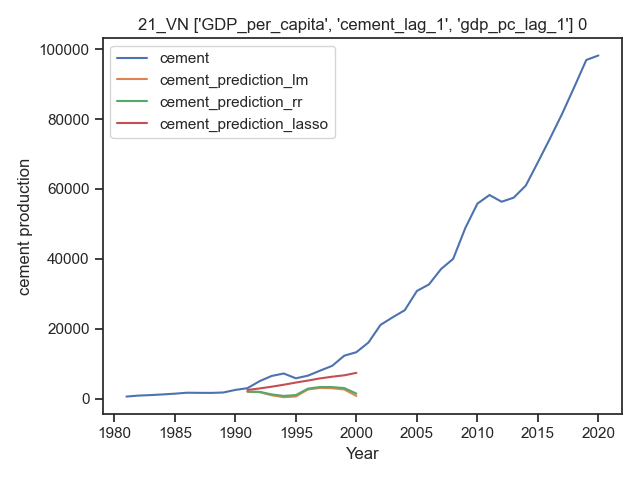 21_VN ['GDP_per_capita', 'cement_lag_1', 'gdp_pc_lag_1'] 0
cement
cement_prediction_lm
cement_prediction_rr
cement_prediction_lasso
cement production
100000
80000
60000
40000
20000
0
1980 1985 1990 1995 2000 2005 2010 2015 2020
Year